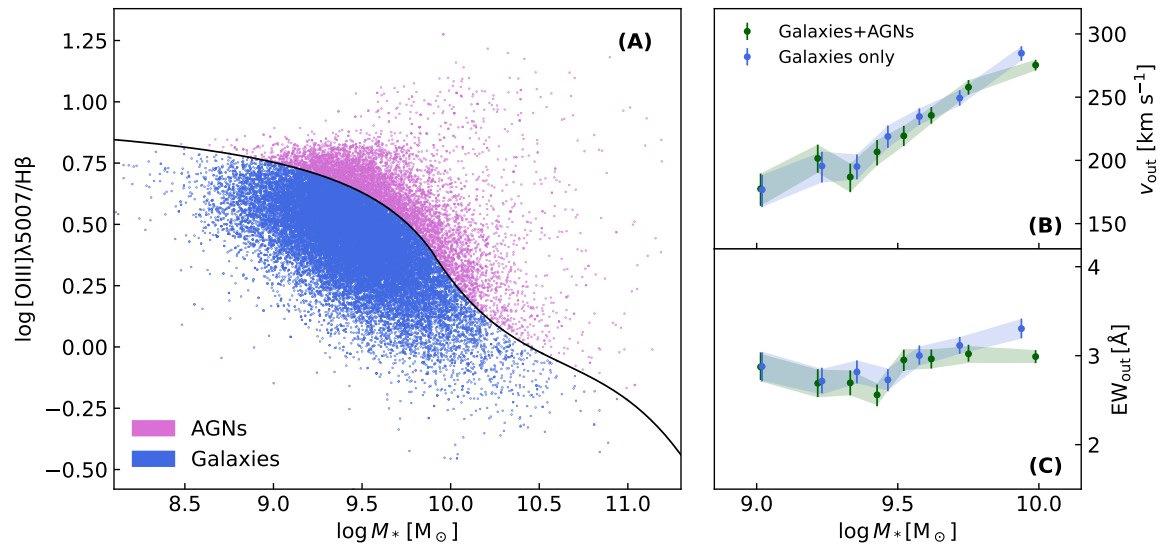 (A)
log [OIII]λ5007/Hβ
1.25
1.00
0.75
0.50
0.25
0.00
−0.25
−0.50
AGNs
Galaxies
8.5 9.0 9.5 10.0 10.5 11.0
log M* [M⊙]
Galaxies+AGNs
Galaxies only
300
250
200
150
vout [km s−1]
(B)
4
3
2
EWout [Å]
(C)
9.0 9.5 10.0
log M* [M⊙]